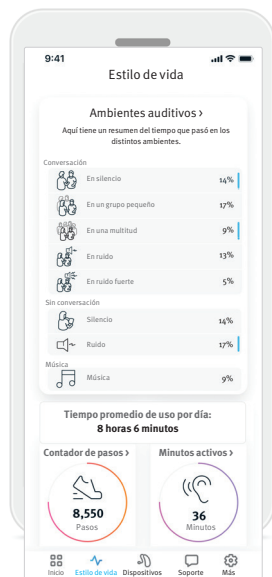 9:41
Estilo de vida
Ambientes auditivos ›
Aquí tiene un resumen del tiempo que pasó en los
distintos ambientes.
Conversación
En silencio 14%
En un grupo pequeño 17%
En una multitud 9%
En ruido 13%
En ruido fuerte 5%
Sin conversación
Silencio 14%
Ruido 17%
Música
Música 9%
Tiempo promedio de uso por día:
8 horas 6 minutos
Contador de pasos › Minutos activos ›
8,550 36
Pasos Minutos
Inicio Estilo de vida Dispositivos Soporte Más